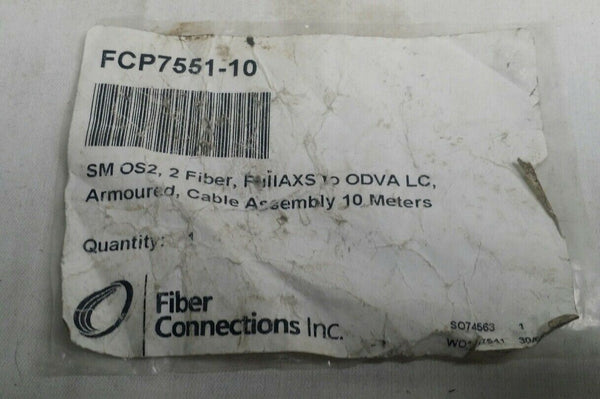 FCP7551-10
SM OS2, 2 Fiber, FullAXS to ODVA LC,
Armoured, Cable Assembly 10 Meters
Quantity: 1
Fiber
Connections Inc.
SO74563 1